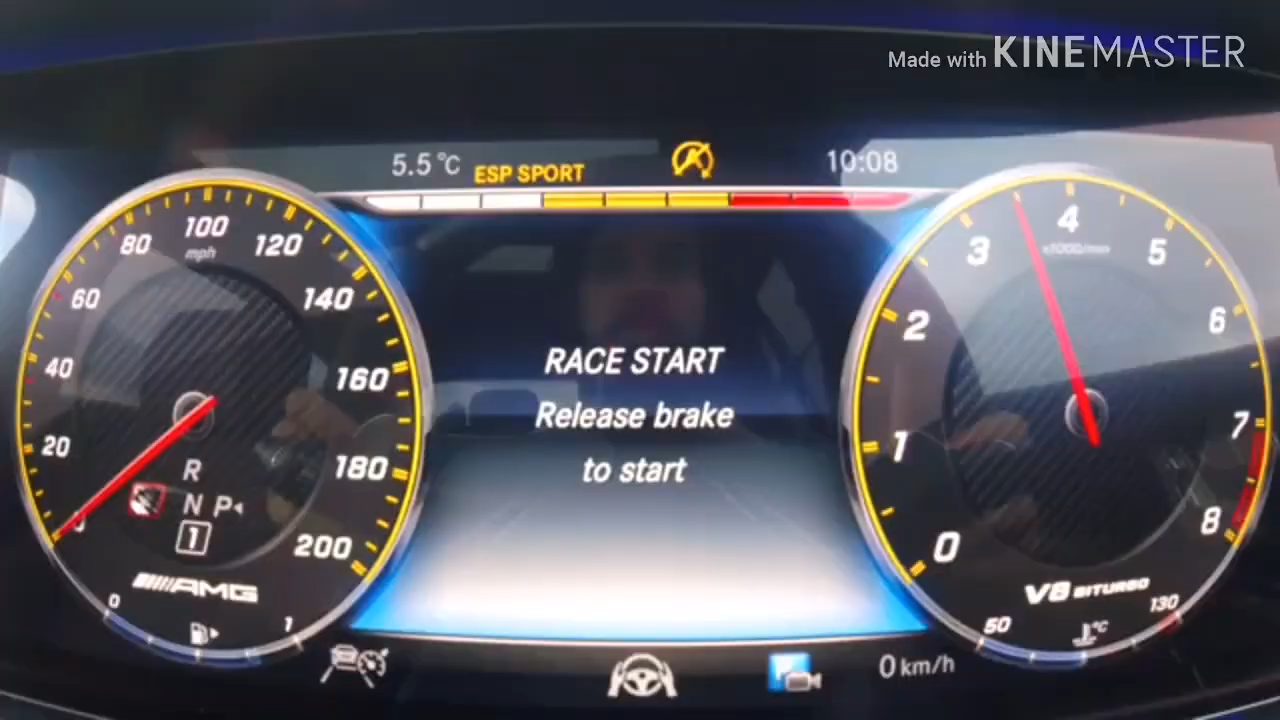 Made with KINEMASTER
5.5°C ESP SPORT 10:08
80 100 120
mph
60 140
40 160
20 180
0 200
R
N P
1
AMG
0 1
RACE START
Release brake
to start
3 4 5
x1000/min
2 6
1 7
0 8
V8 BITURBO
50 °C 130
0 km/h